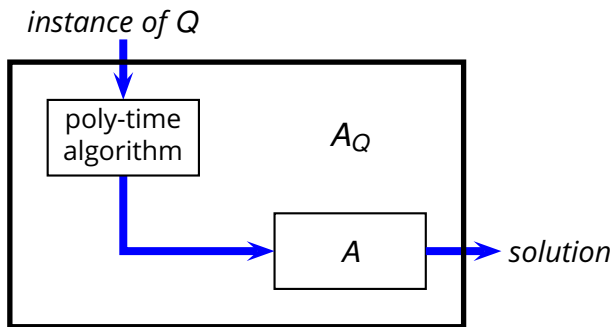 instance of Q
poly-time
algorithm
A_Q
A
solution